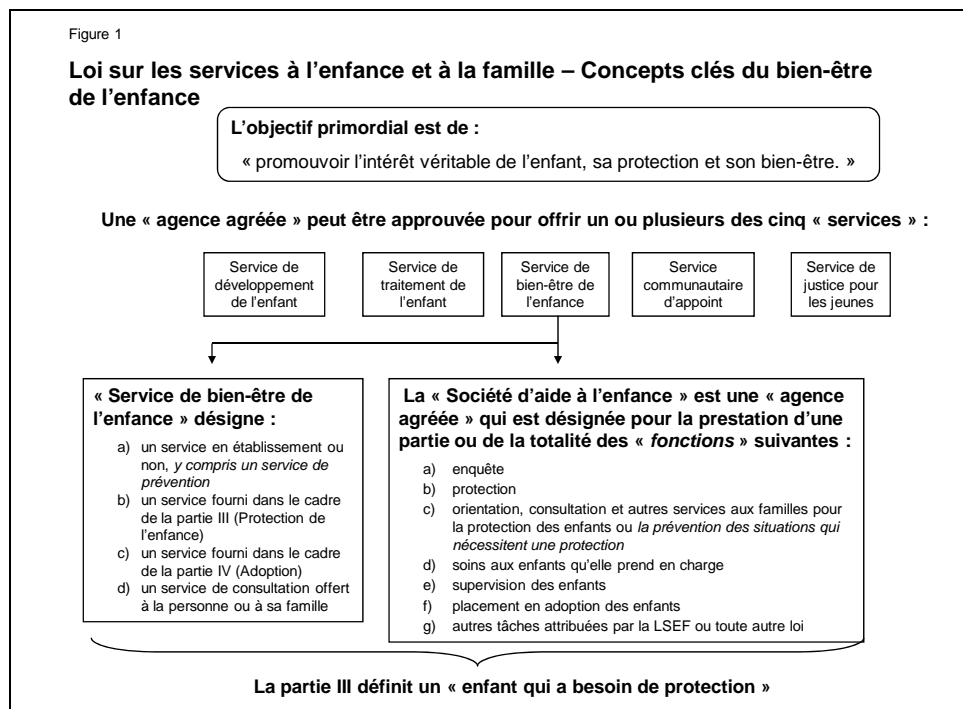 Figure 1
Loi sur les services à l’enfance et à la famille – Concepts clés du bien-être
de l’enfance
L’objectif primordial est de :
« promouvoir l’intérêt véritable de l’enfant, sa protection et son bien-être. »
Une « agence agréée » peut être approuvée pour offrir un ou plusieurs des cinq « services » :
Service de
développement
de l’enfant
Service de
traitement de
l’enfant
Service de
bien-être de
l’enfance
Service
communautaire
d’appoint
Service de
justice pour
les jeunes
« Service de bien-être de
l’enfance » désigne :
a) un service en établissement ou
non, y compris un service de
prévention
b) un service fourni dans le cadre
de la partie III (Protection de
l’enfance)
c) un service fourni dans le cadre
de la partie IV (Adoption)
d) un service de consultation offert
à la personne ou à sa famille
La « Société d’aide à l’enfance » est une « agence
agréée » qui est désignée pour la prestation d’une
partie ou de la totalité des « fonctions » suivantes :
a) enquête
b) protection
c) orientation, consultation et autres services aux familles pour
la protection des enfants ou la prévention des situations qui
nécessitent une protection
d) soins aux enfants qu’elle prend en charge
e) supervision des enfants
f) placement en adoption des enfants
g) autres tâches attribuées par la LSEF ou toute autre loi
La partie III définit un « enfant qui a besoin de protection »